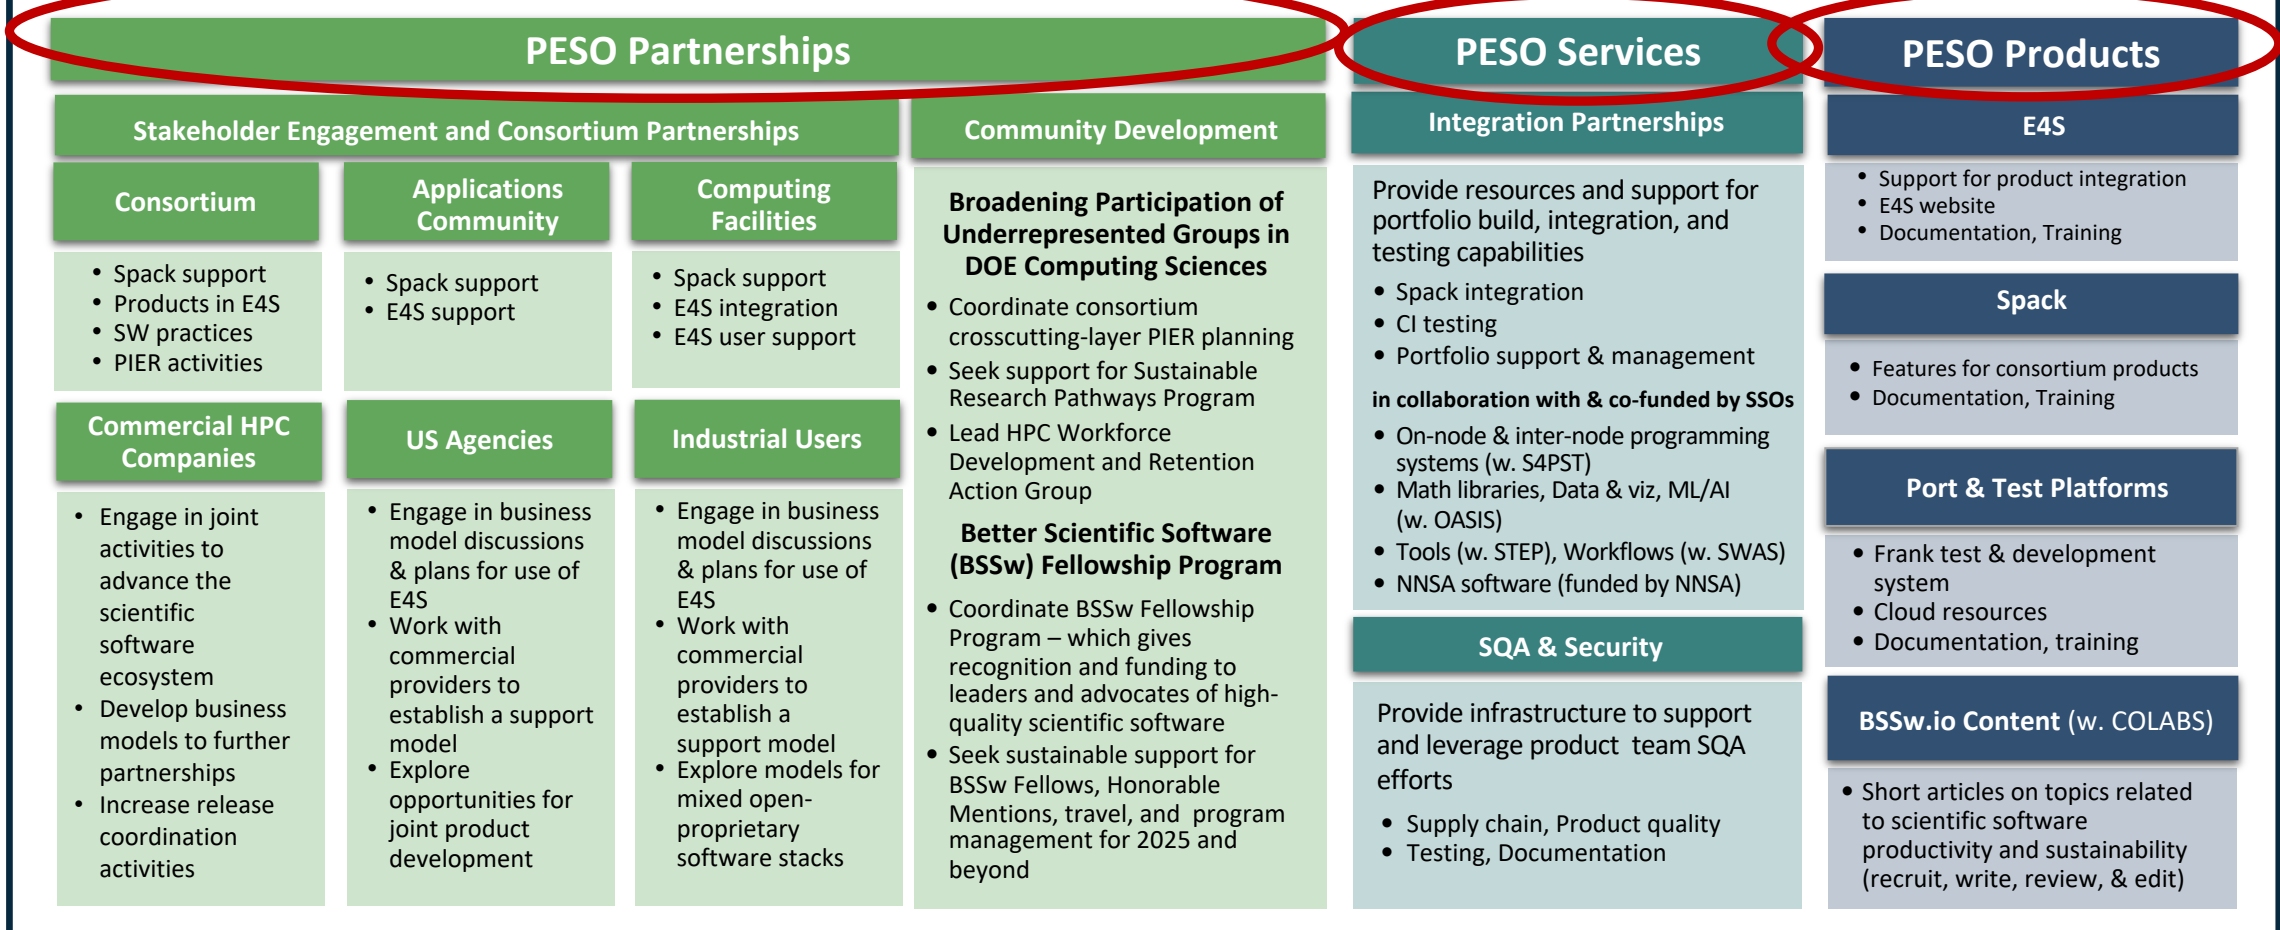 PESO Partnerships
Stakeholder Engagement and Consortium Partnerships
Consortium
• Spack support
• Products in E4S
• SW practices
• PIER activities
Applications
Community
• Spack support
• E4S support
Computing
Facilities
• Spack support
• E4S integration
• E4S user support
Commercial HPC
Companies
• Engage in joint
activities to
advance the
scientific
software
ecosystem
• Develop business
models to further
partnerships
• Increase release
coordination
activities
US Agencies
• Engage in business
model discussions
& plans for use of
E4S
• Work with
commercial
providers to
establish a support
model
• Explore
opportunities for
joint product
development
Industrial Users
• Engage in business
model discussions
& plans for use of
E4S
• Work with
commercial
providers to
establish a
support model
• Explore models for
mixed open-
proprietary
software stacks
Community Development
Broadening Participation of
Underrepresented Groups in
DOE Computing Sciences
• Coordinate consortium
crosscutting-layer PIER planning
• Seek support for Sustainable
Research Pathways Program
• Lead HPC Workforce
Development and Retention
Action Group
Better Scientific Software
(BSSw) Fellowship Program
• Coordinate BSSw Fellowship
Program – which gives
recognition and funding to
leaders and advocates of high-
quality scientific software
• Seek sustainable support for
BSSw Fellows, Honorable
Mentions, travel, and program
management for 2025 and
beyond
PESO Services
Integration Partnerships
Provide resources and support for
portfolio build, integration, and
testing capabilities
• Spack integration
• CI testing
• Portfolio support & management
in collaboration with & co-funded by SSOs
• On-node & inter-node programming
systems (w. S4PST)
• Math libraries, Data & viz, ML/AI
(w. OASIS)
• Tools (w. STEP), Workflows (w. SWAS)
• NNSA software (funded by NNSA)
SQA & Security
Provide infrastructure to support
and leverage product team SQA
efforts
• Supply chain, Product quality
• Testing, Documentation
PESO Products
E4S
• Support for product integration
• E4S website
• Documentation, Training
Spack
• Features for consortium products
• Documentation, Training
Port & Test Platforms
• Frank test & development
system
• Cloud resources
• Documentation, training
BSSw.io Content (w. COLABS)
• Short articles on topics related
to scientific software
productivity and sustainability
(recruit, write, review, & edit)